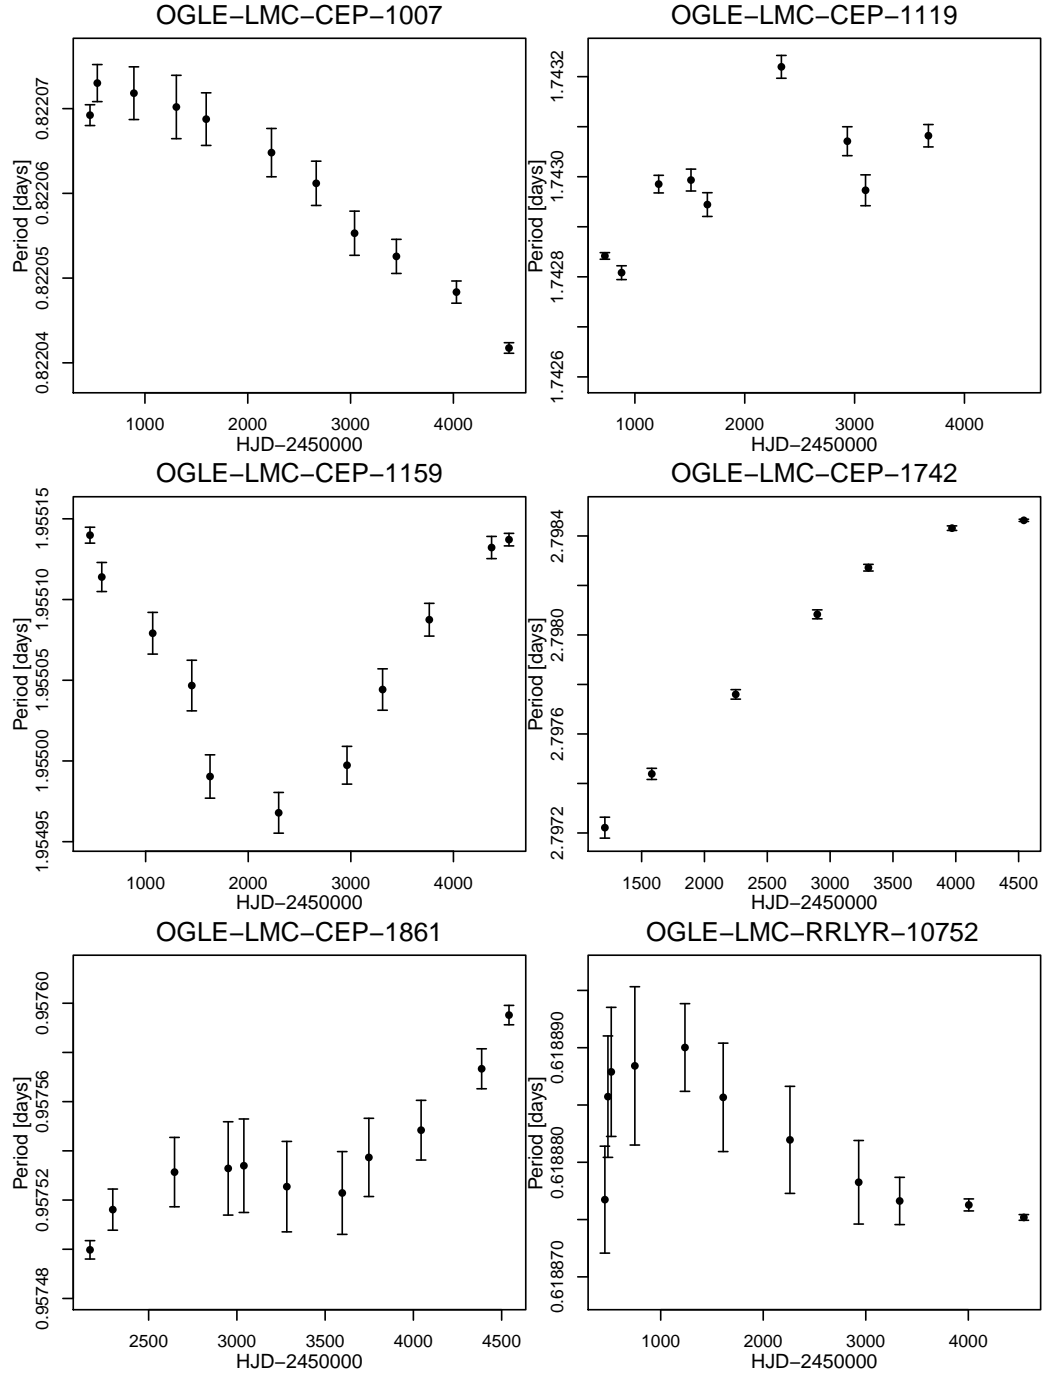 OGLE−LMC−CEP−1007
0.82204 0.82205 0.82206 0.82207
Period [days]
1000 2000 3000 4000
HJD−2450000
OGLE−LMC−CEP−1119
1.7426 1.7428 1.7430 1.7432
Period [days]
1000 2000 3000 4000
HJD−2450000
OGLE−LMC−CEP−1159
1.95495 1.95500 1.95505 1.95510 1.95515
Period [days]
1000 2000 3000 4000
HJD−2450000
OGLE−LMC−CEP−1742
2.7972 2.7976 2.7980 2.7984
Period [days]
1500 2000 2500 3000 3500 4000 4500
HJD−2450000
OGLE−LMC−CEP−1861
0.95748 0.95752 0.95756 0.95760
Period [days]
2500 3000 3500 4000 4500
HJD−2450000
OGLE−LMC−RRLYR−10752
0.618870 0.618880 0.618890
Period [days]
1000 2000 3000 4000
HJD−2450000